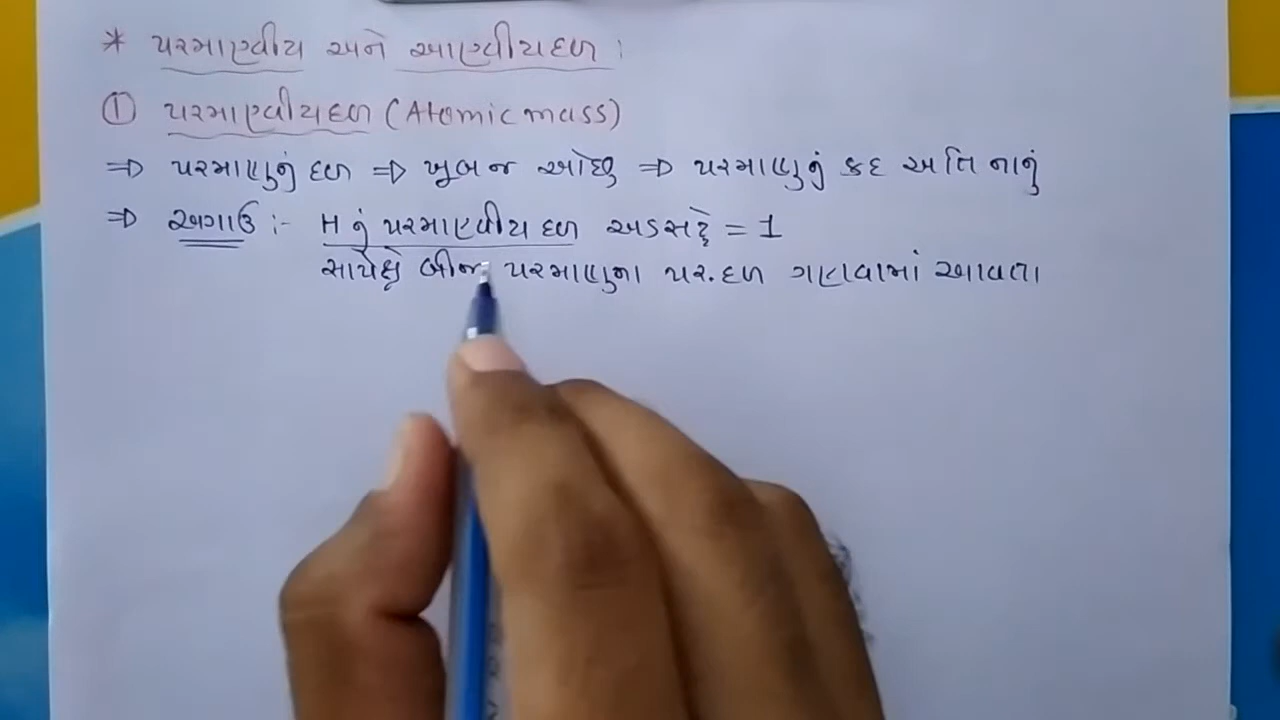 * પરમાણ્વીય અને આણ્વીયદળ :
① પરમાણ્વીયદળ (Atomic mass)
⇒ પરમાણુનું દળ ⇒ ખૂબજ ઓછુ ⇒ પરમાણુનું કદ અતિ નાનું
⇒ અગાઉ :- H નું પરમાણ્વીય દળ અડસટ્ટે = 1
સાપેક્ષે બીજા પરમાણુના પર.દળ ગણવામાં આવતા